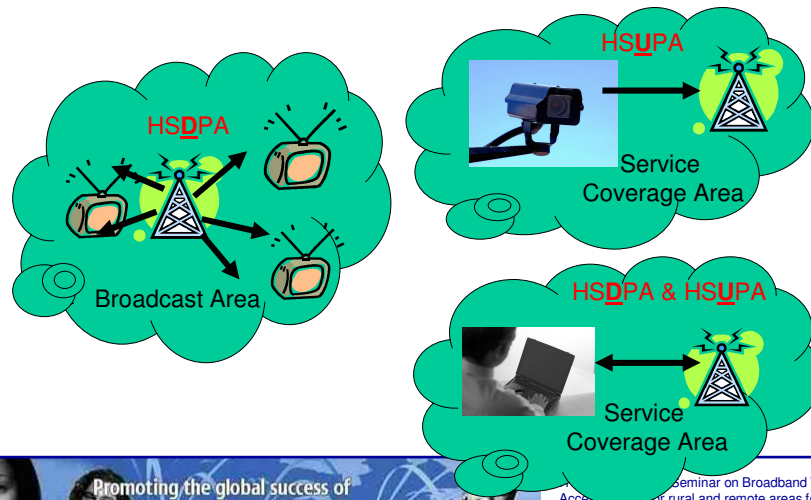 HSDPA
Broadcast Area
HSUPA
Service
Coverage Area
HSDPA & HSUPA
Service
Coverage Area
Promoting the global success of
Seminar on Broadband
rural and remote areas